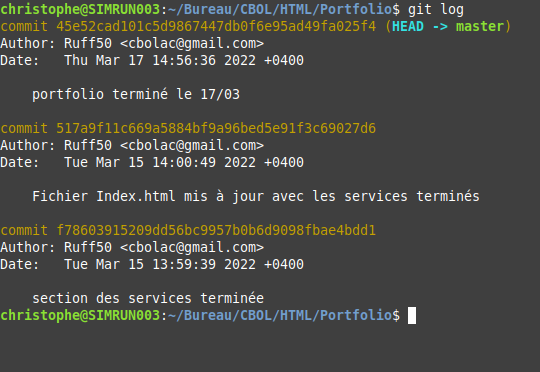 christophe@SIMRUN003:~/Bureau/CBOL/HTML/Portfolio$ git log
commit 45e52cad101c5d9867447db0f6e95ad49fa025f4 (HEAD -> master)
Author: Ruff50 <cbolac@gmail.com>
Date:   Thu Mar 17 14:56:36 2022 +0400
portfolio terminé le 17/03
commit 517a9f11c669a5884bf9a96bed5e91f3c69027d6
Author: Ruff50 <cbolac@gmail.com>
Date:   Tue Mar 15 14:00:49 2022 +0400
Fichier Index.html mis à jour avec les services terminés
commit f78603915209dd56bc9957b0b6d9098fbae4bdd1
Author: Ruff50 <cbolac@gmail.com>
Date:   Tue Mar 15 13:59:39 2022 +0400
section des services terminée
christophe@SIMRUN003:~/Bureau/CBOL/HTML/Portfolio$